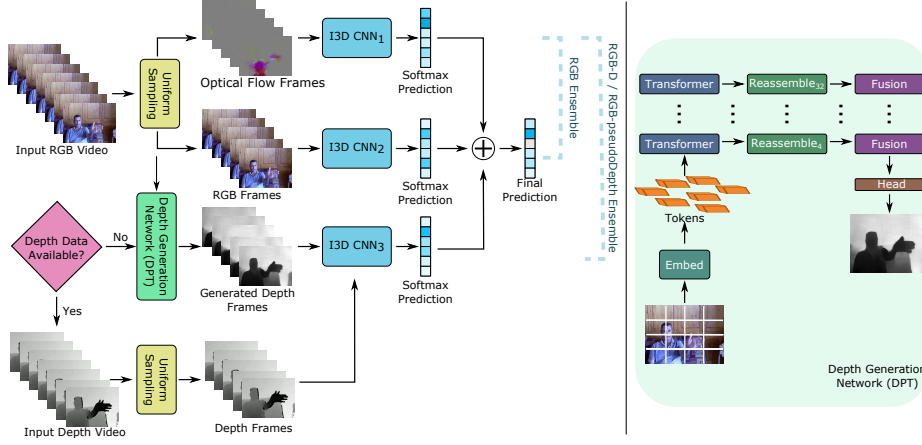 Input RGB Video
Uniform
Sampling
Optical Flow Frames
I3D CNN1
Softmax
Prediction
RGB Frames
I3D CNN2
Softmax
Prediction
Final
Prediction
RGB Ensemble
RGB-D / RGB-pseudoDepth Ensemble
Depth Data
Available?
No
Yes
Depth Generation
Network (DPT)
Generated Depth
Frames
I3D CNN3
Softmax
Prediction
Input Depth Video
Uniform
Sampling
Depth Frames
Transformer
Reassemble32
Fusion
Transformer
Reassemble4
Fusion
Head
Tokens
Embed
Depth Generation
Network (DPT)